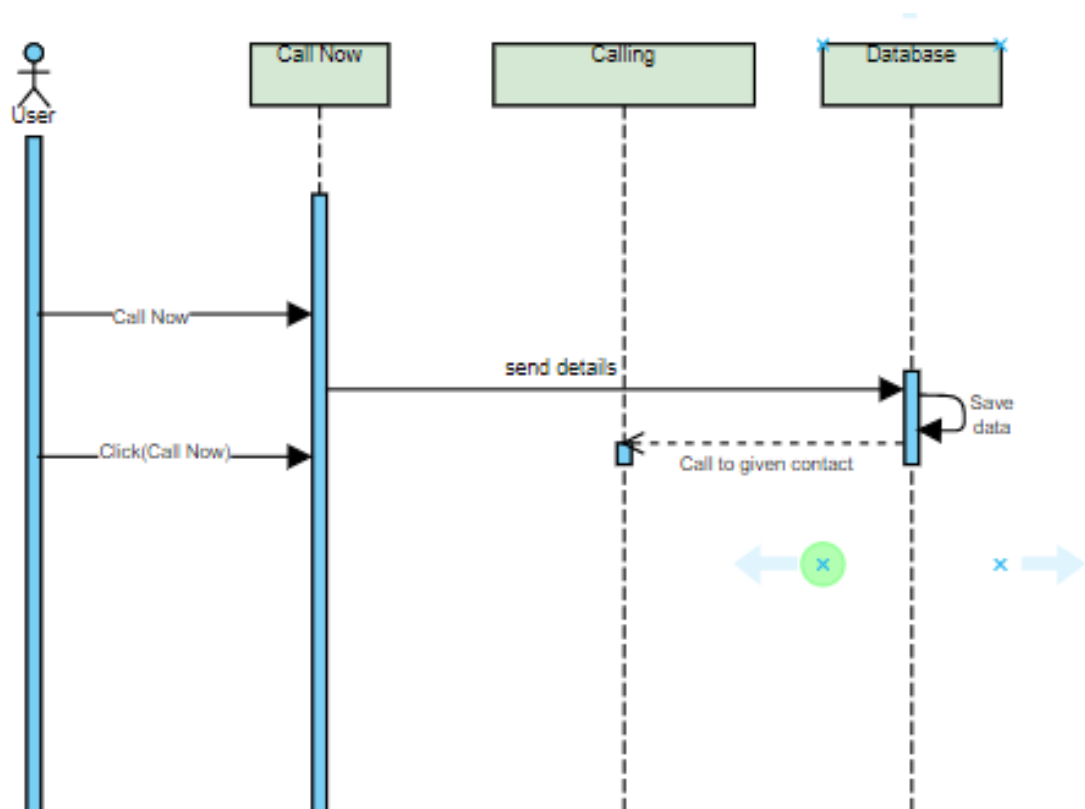 Call Now
Calling
Database
User
Call Now
send details
Save
data
Click(Call Now)
Call to given contact